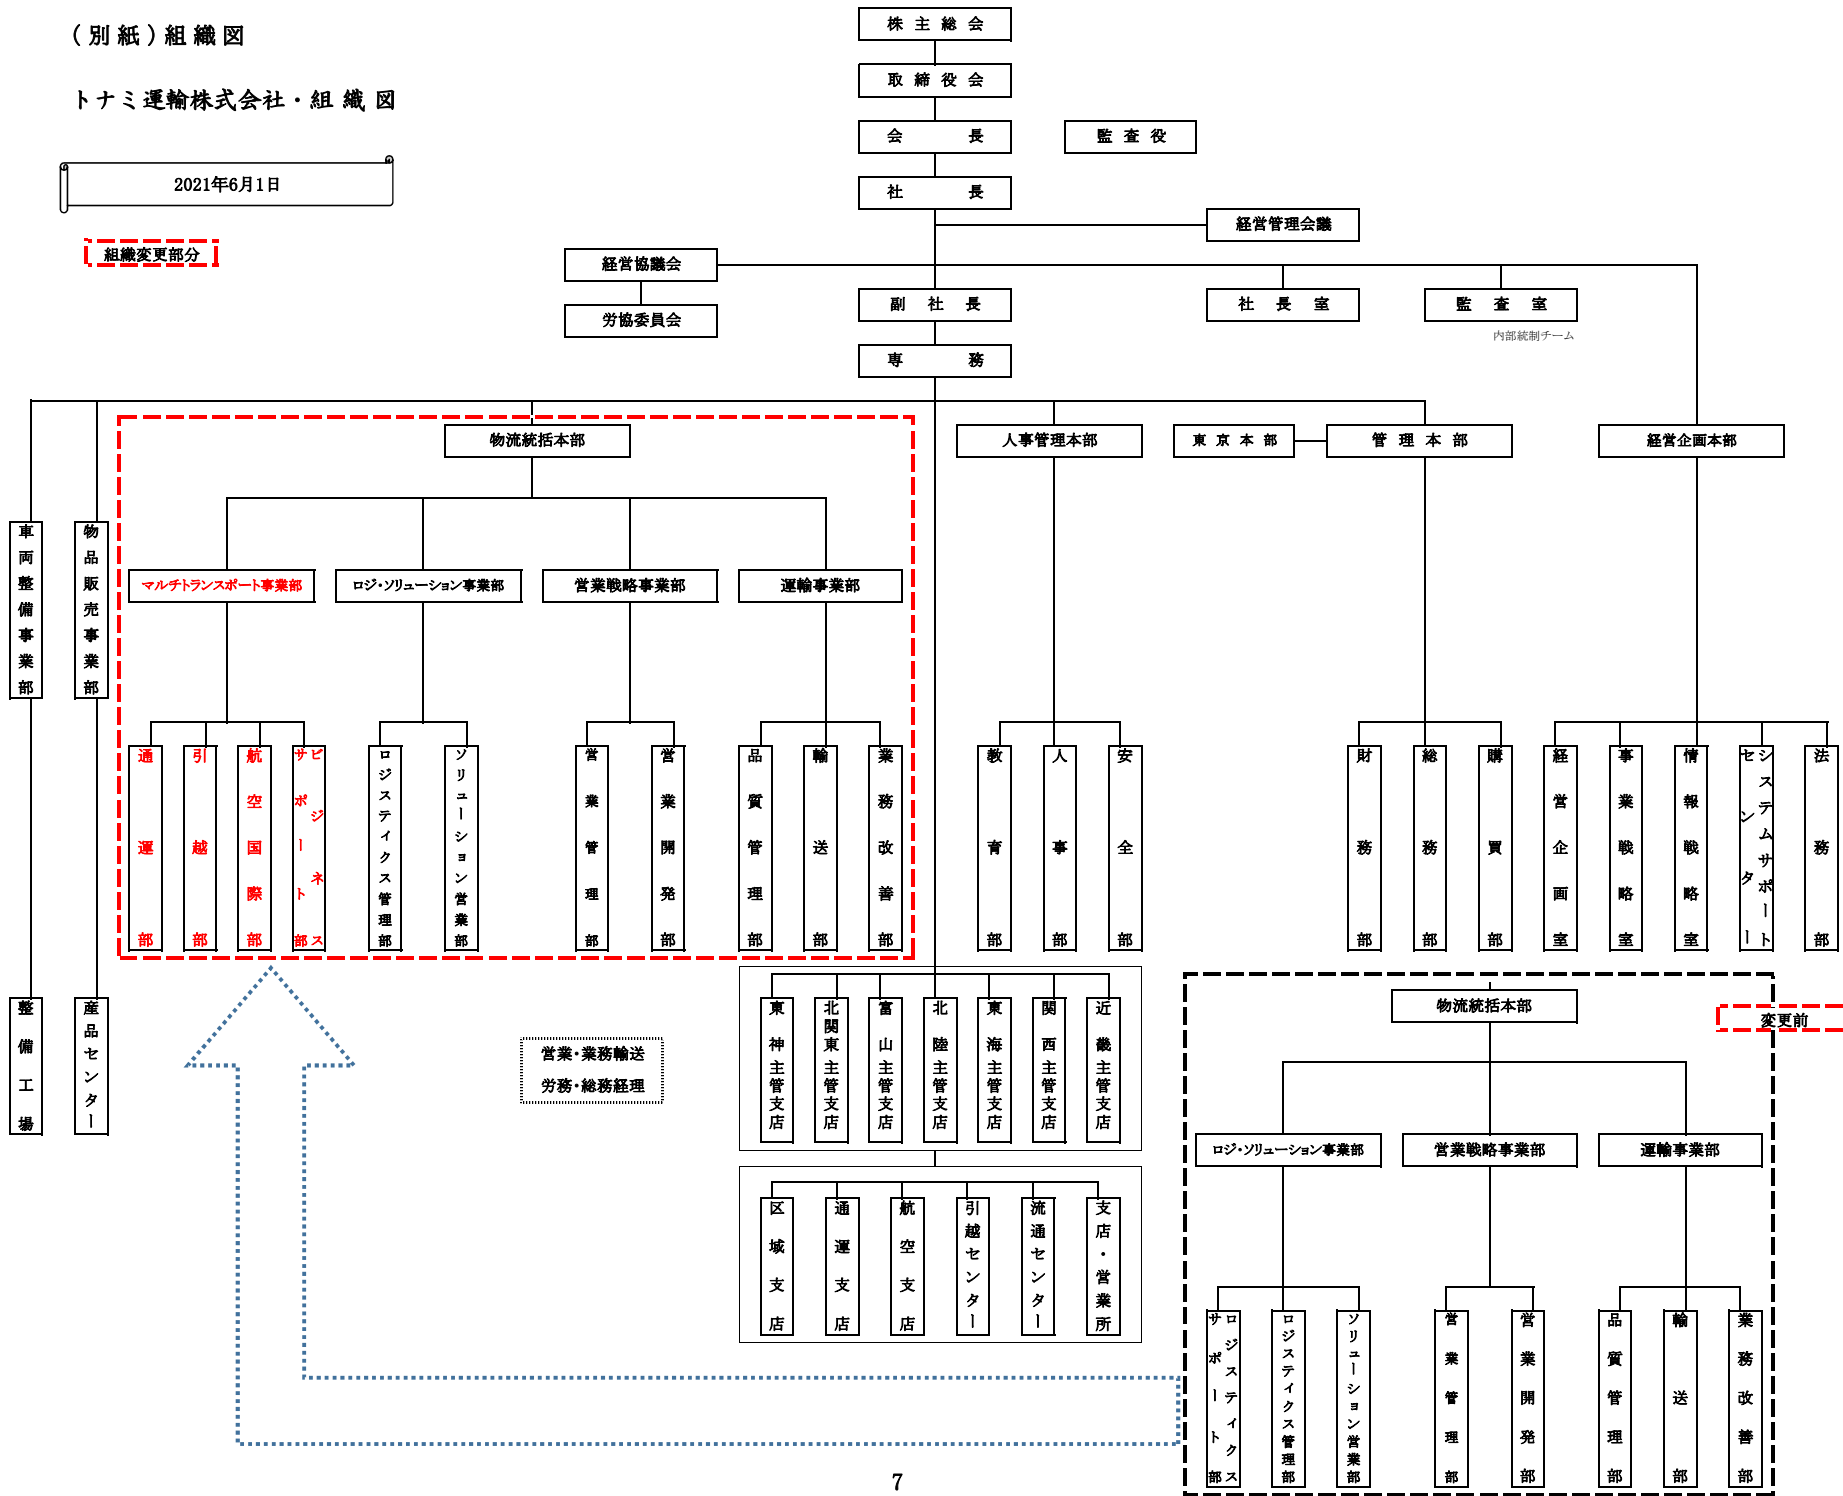 (別紙)組織図
トナミ運輸株式会社・組織図
2021年6月1日
組織変更部分
株主総会
取締役会
会長
監査役
社長
経営管理会議
経営協議会
労協委員会
副社長
社長室
監査室
内部統制チーム
専務
物流統括本部
人事管理本部
東京本部
管理本部
経営企画本部
車両整備事業部
物品販売事業部
マルチトランスポート事業部
ロジ・ソリューション事業部
営業戦略事業部
運輸事業部
通運部
引越部
航空国際部
ビジネス
サポート部
ロジスティクス管理部
ソリューション営業部
営業管理部
営業開発部
品質管理部
輸送部
業務改善部
教育部
人事部
安全部
財務部
総務部
購買部
経営企画室
事業戦略室
情報戦略室
システムサポート
センター
法務部
整備工場
産品センター
営業・業務輸送
労務・総務経理
東神主管支店
北関東主管支店
富山主管支店
北陸主管支店
東海主管支店
関西主管支店
近畿主管支店
区域支店
通運支店
航空支店
引越センター
流通センター
支店・営業所
物流統括本部
変更前
ロジ・ソリューション事業部
営業戦略事業部
運輸事業部
ロジスティクス
サポート部
ロジスティクス管理部
ソリューション営業部
営業管理部
営業開発部
品質管理部
輸送部
業務改善部
7